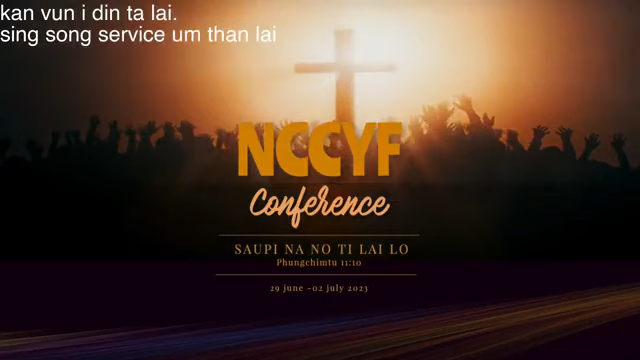 kan vun i din ta lai.
sing song service um than lai
NCCYF
Conference
SAUPI NA NO TI LAI LO
Phungchimtu 11:10
29 june -02 july 2023